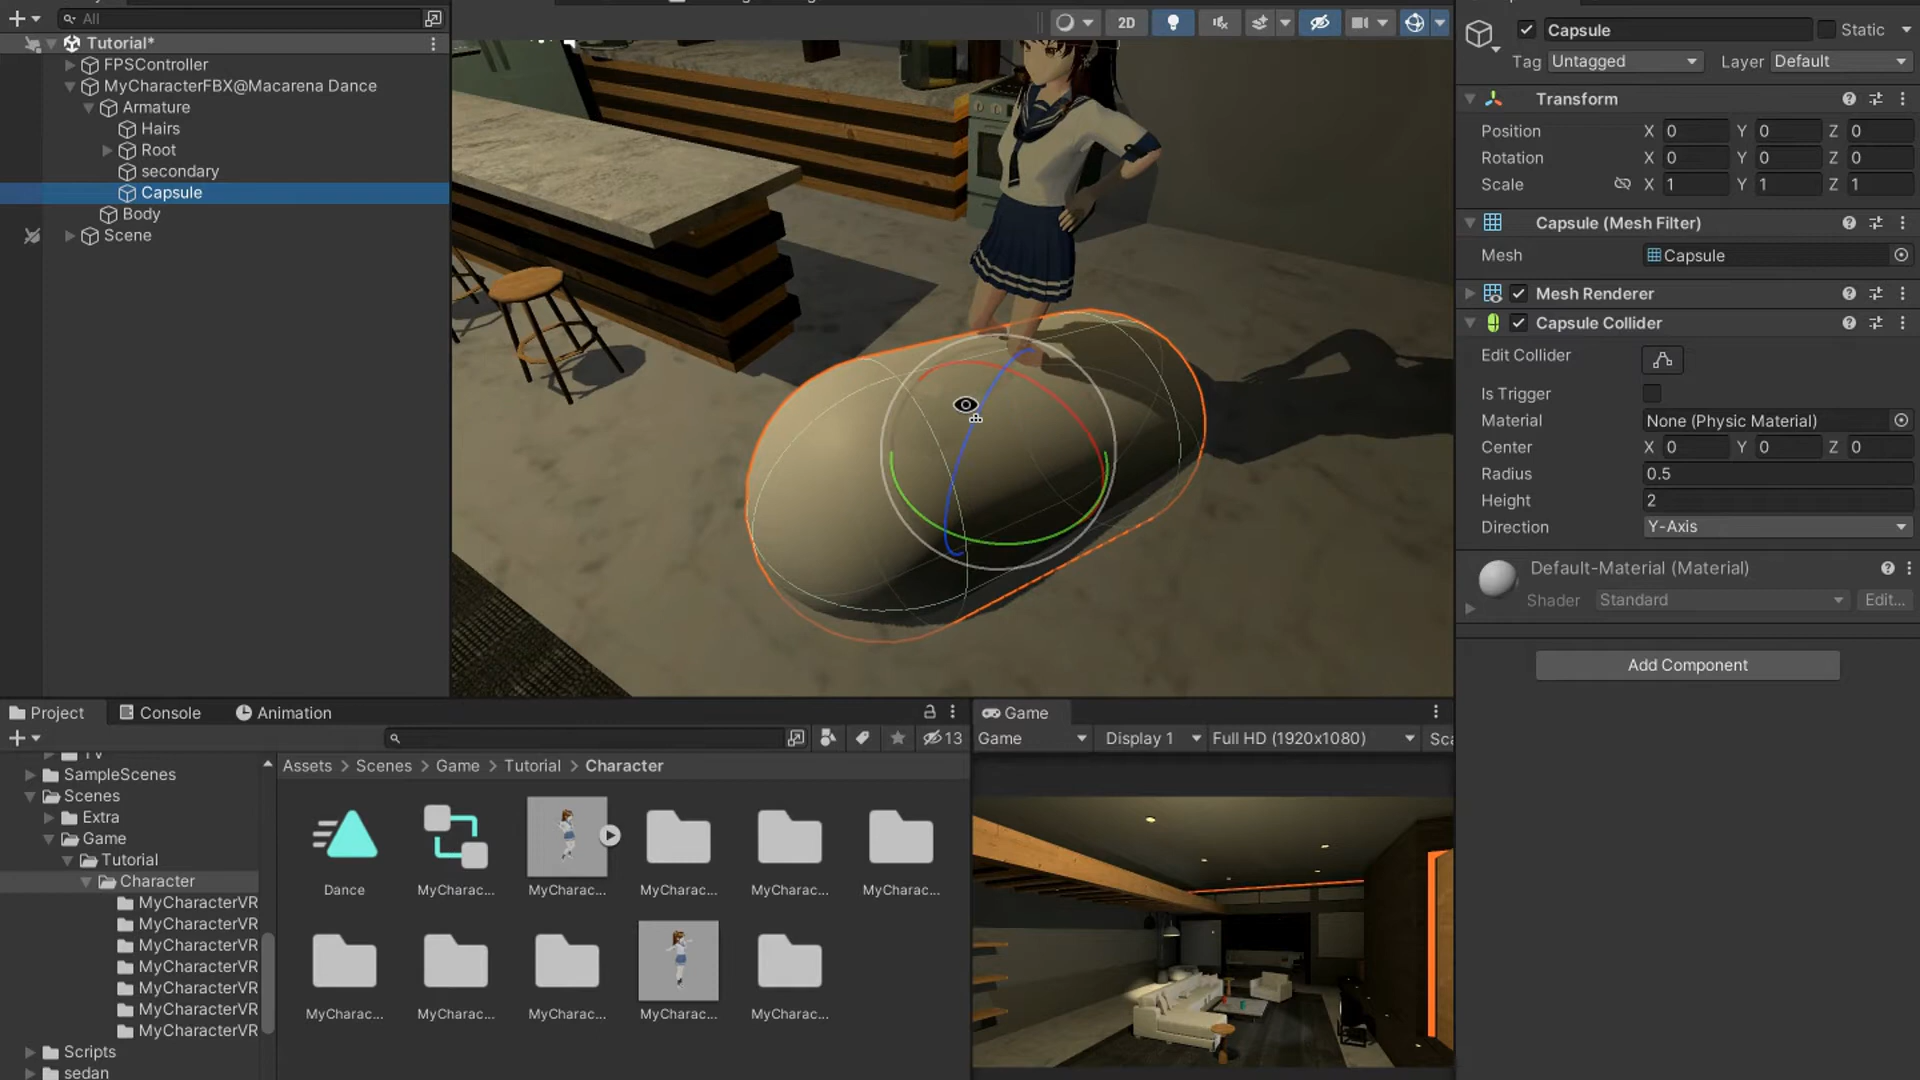 All
Tutorial*
FPSController
MyCharacterFBX@Macarena Dance
Armature
Hairs
Root
secondary
Capsule
Body
Scene
2D
Capsule
Static
Tag Untagged Layer Default
Transform
Position X 0 Y 0 Z 0
Rotation X 0 Y 0 Z 0
Scale X 1 Y 1 Z 1
Capsule (Mesh Filter)
Mesh Capsule
Mesh Renderer
Capsule Collider
Edit Collider
Is Trigger
Material None (Physic Material)
Center X 0 Y 0 Z 0
Radius 0.5
Height 2
Direction Y-Axis
Default-Material (Material)
Shader Standard Edit...
Add Component
Project Console Animation
13
TV
SampleScenes
Scenes
Extra
Game
Tutorial
Character
MyCharacterVR
MyCharacterVR
MyCharacterVR
MyCharacterVR
MyCharacterVR
MyCharacterVR
MyCharacterVR
Scripts
sedan
Assets > Scenes > Game > Tutorial > Character
Dance MyCharac... MyCharac... MyCharac... MyCharac... MyCharac...
MyCharac... MyCharac... MyCharac... MyCharac... MyCharac...
Game
Game Display 1 Full HD (1920x1080) Sca